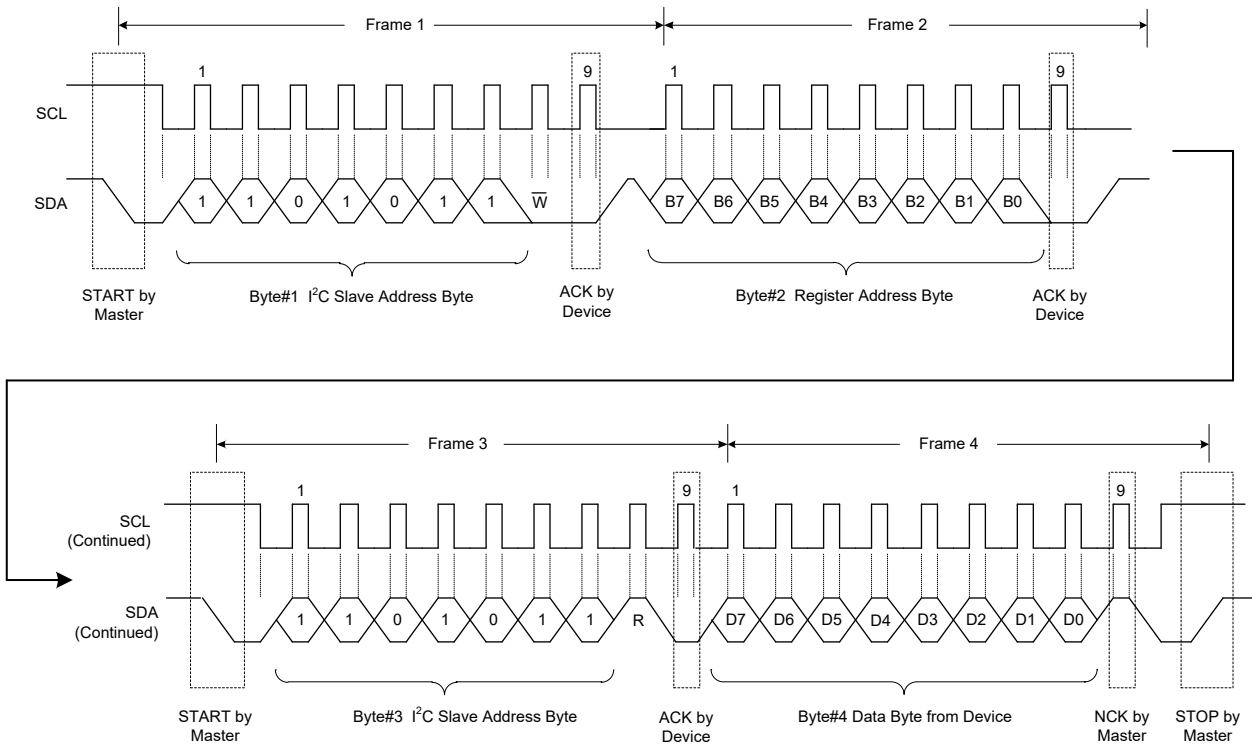 Frame 1
Frame 2
1
9
1
9
SCL
SDA
1 1 0 1 0 1 1 W̅
B7 B6 B5 B4 B3 B2 B1 B0
START by
Master
Byte#1 I²C Slave Address Byte
ACK by
Device
Byte#2 Register Address Byte
ACK by
Device
Frame 3
Frame 4
1
9
1
9
SCL
(Continued)
SDA
(Continued)
1 1 0 1 0 1 1 R
D7 D6 D5 D4 D3 D2 D1 D0
START by
Master
Byte#3 I²C Slave Address Byte
ACK by
Device
Byte#4 Data Byte from Device
NCK by
Master
STOP by
Master